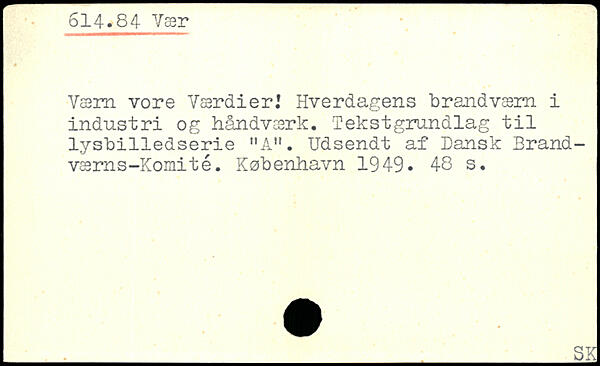 614.84 Vær
Værn vore Værdier! Hverdagens brandværn i
industri og håndværk. Tekstgrundlag til
lysbilledserie "A". Udsendt af Dansk Brand-
værns-Komité. København 1949. 48 s.
SK